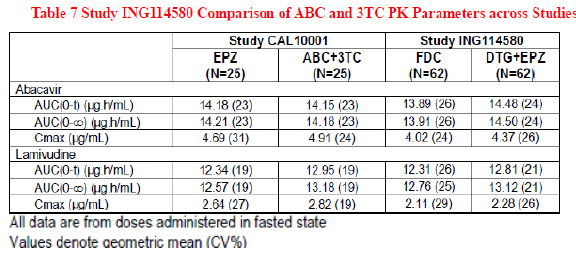 Table 7 Study ING114580 Comparison of ABC and 3TC PK Parameters across Studies
Study CAL10001 Study ING114580
EPZ (N=25) ABC+3TC (N=25) FDC (N=62) DTG+EPZ (N=62)
Abacavir
AUC(0-t) (µg.h/mL) 14.18 (23) 14.15 (23) 13.89 (26) 14.48 (24)
AUC(0-∞) (µg.h/mL) 14.21 (23) 14.18 (23) 13.91 (26) 14.50 (24)
Cmax (µg/mL) 4.69 (31) 4.91 (24) 4.02 (24) 4.37 (26)
Lamivudine
AUC(0-t) (µg.h/mL) 12.34 (19) 12.95 (19) 12.31 (26) 12.81 (21)
AUC(0-∞) (µg.h/mL) 12.57 (19) 13.18 (19) 12.76 (25) 13.12 (21)
Cmax (µg/mL) 2.64 (27) 2.82 (19) 2.11 (29) 2.28 (26)
All data are from doses administered in fasted state
Values denote geometric mean (CV%)